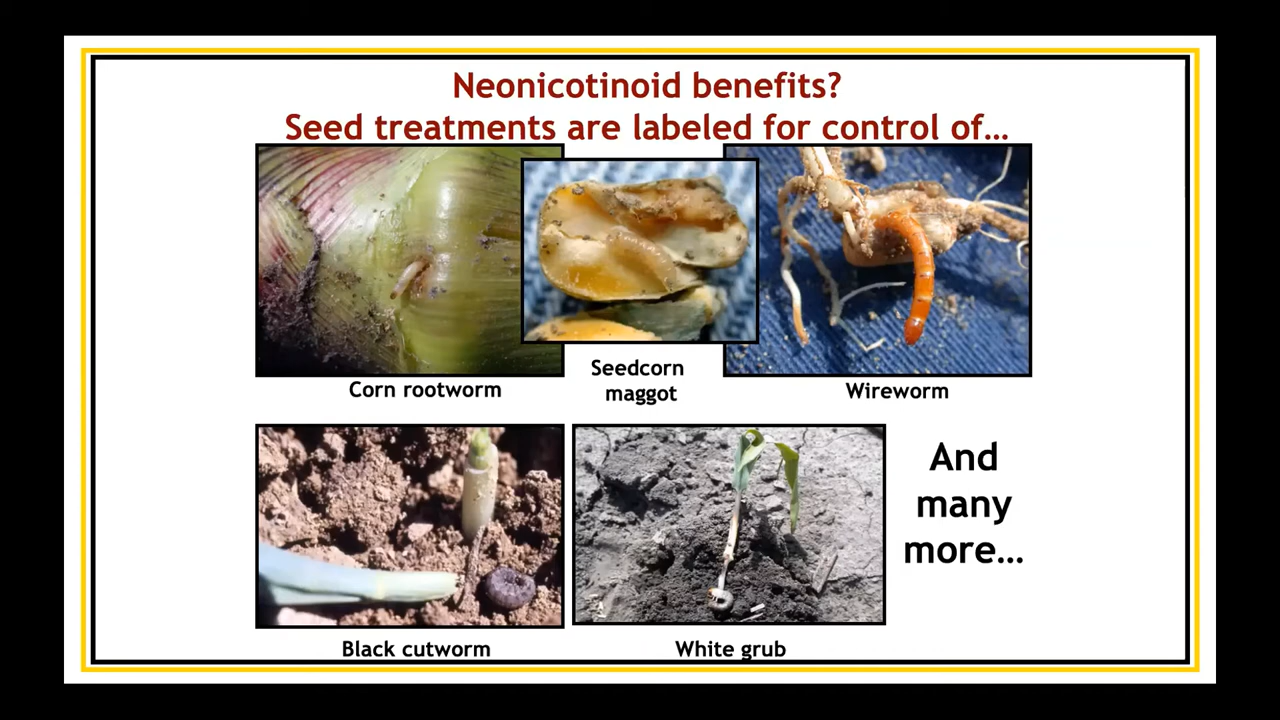 Neonicotinoid benefits?
Seed treatments are labeled for control of…
Corn rootworm
Seedcorn
maggot
Wireworm
And
many
more…
Black cutworm
White grub